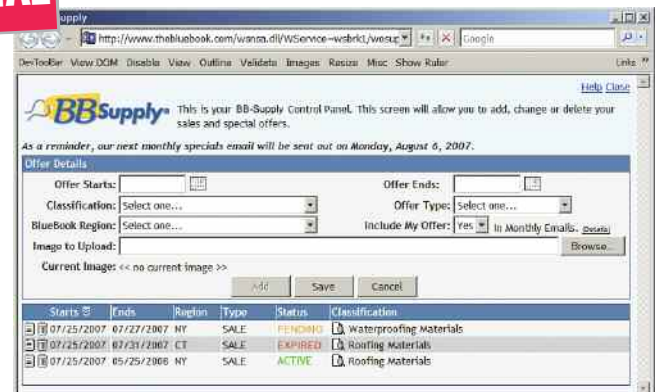 upply
http://www.thebluebook.com/wansa.dll/WService=wsbrkt/wosup
Google
DevToolBar View DOM Disable View Outline Validate Images Resize Misc Show Ruler
Links »
Help Close
BBSupply This is your BB-Supply Control Panel. This screen will allow you to add, change or delete your
sales and special offers.
As a reminder, our next monthly specials email will be sent out on Monday, August 6, 2007.
Offer Details
Offer Starts: Offer Ends:
Classification: Select one... Offer Type: Select one...
BlueBook Region: Select one... Include My Offer: Yes In Monthly Emails. Details
Image to Upload: Browse...
Current Image: << no current image >>
Add Save Cancel
Starts Ends Region Type Status Classification
07/25/2007 07/27/2007 NY SALE PENDING Waterproofing Materials
07/25/2007 07/31/2007 CT SALE EXPIRED Roofing Materials
07/25/2007 05/25/2008 NY SALE ACTIVE Roofing Materials